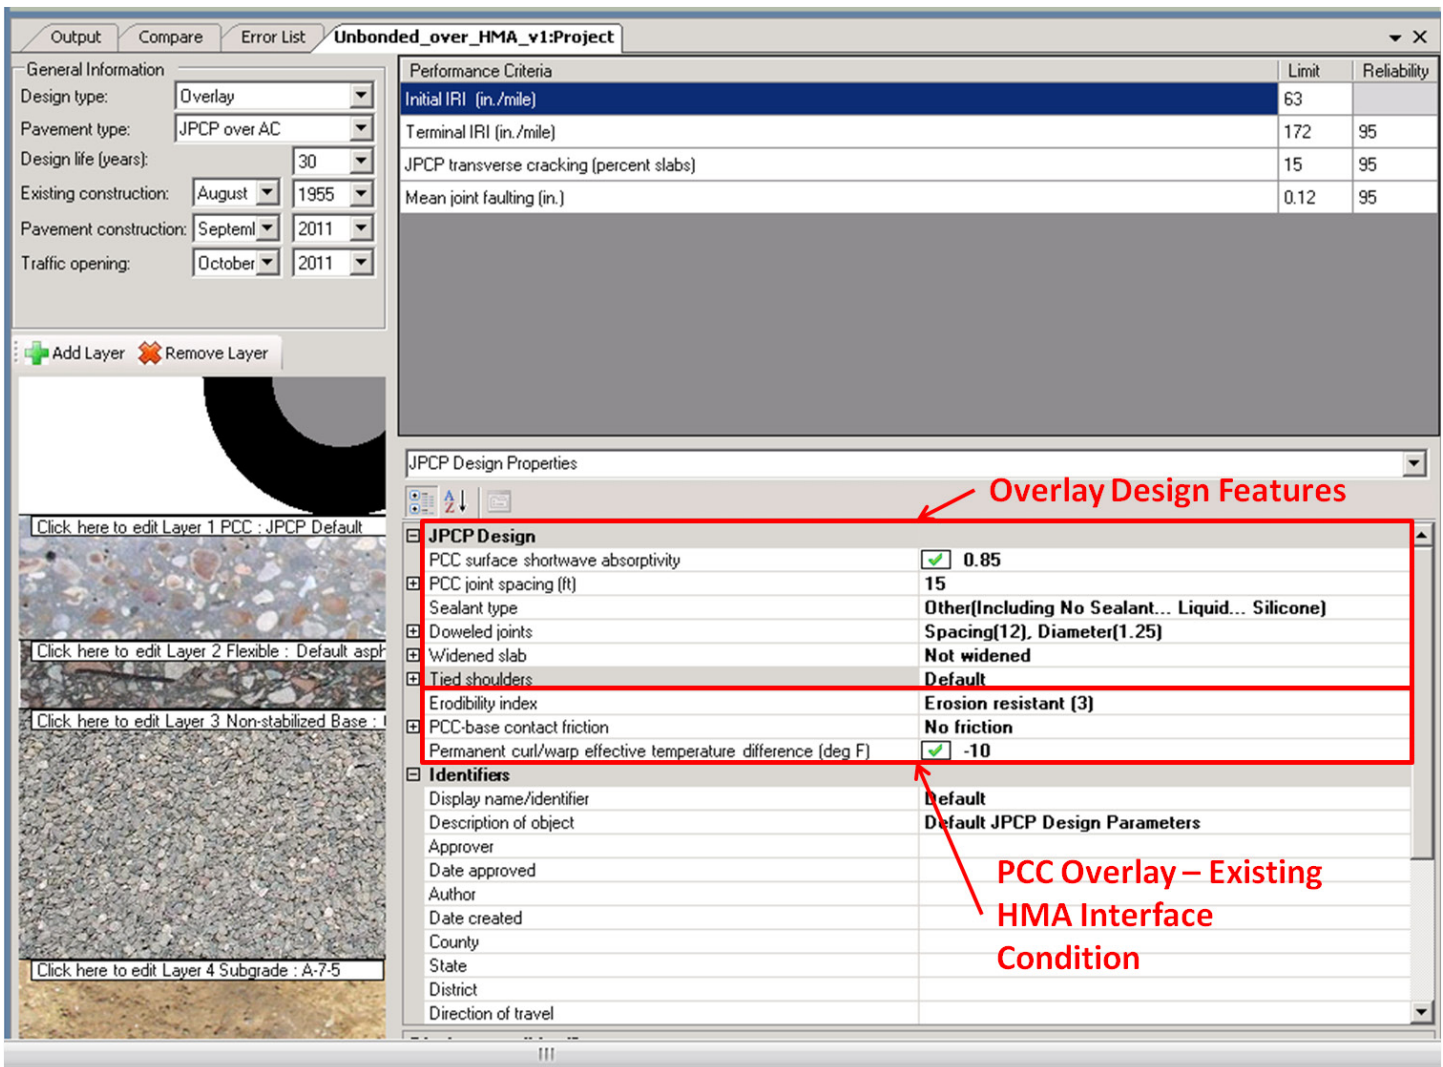 Output Compare Error List Unbonded_over_HMA_v1:Project
General Information
Design type: Overlay
Pavement type: JPCP over AC
Design life (years): 30
Existing construction: August 1955
Pavement construction: Septeml 2011
Traffic opening: October 2011
Add Layer Remove Layer
Click here to edit Layer 1 PCC : JPCP Default
Click here to edit Layer 2 Flexible : Default asph
Click here to edit Layer 3 Non-stabilized Base :
Click here to edit Layer 4 Subgrade : A-7-5
Performance Criteria Limit Reliability
Initial IRI (in./mile) 63
Terminal IRI (in./mile) 172 95
JPCP transverse cracking (percent slabs) 15 95
Mean joint faulting (in.) 0.12 95
JPCP Design Properties
Overlay Design Features
JPCP Design
PCC surface shortwave absorptivity 0.85
PCC joint spacing (ft) 15
Sealant type Other(Including No Sealant... Liquid... Silicone)
Doweled joints Spacing(12), Diameter(1.25)
Widened slab Not widened
Tied shoulders Default
Erodibility index Erosion resistant (3)
PCC-base contact friction No friction
Permanent curl/warp effective temperature difference (deg F) -10
Identifiers
Display name/identifier Default
Description of object Default JPCP Design Parameters
Approver
Date approved
Author
Date created
County
State
District
Direction of travel
PCC Overlay – Existing
HMA Interface
Condition